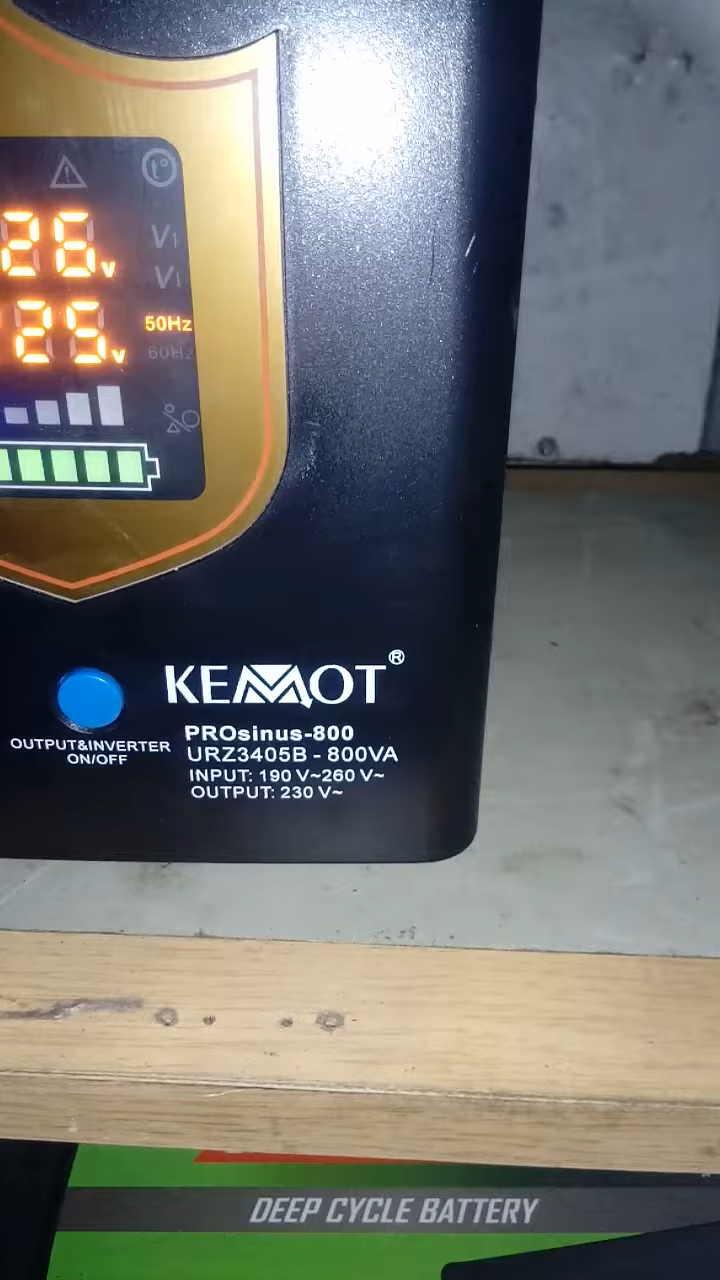 t°
26v
V
25v
V
50Hz
60Hz
%
KEMOT®
PROsinus-800
OUTPUT&INVERTER
ON/OFF
URZ3405B - 800VA
INPUT: 190 V~260 V~
OUTPUT: 230 V~
DEEP CYCLE BATTERY